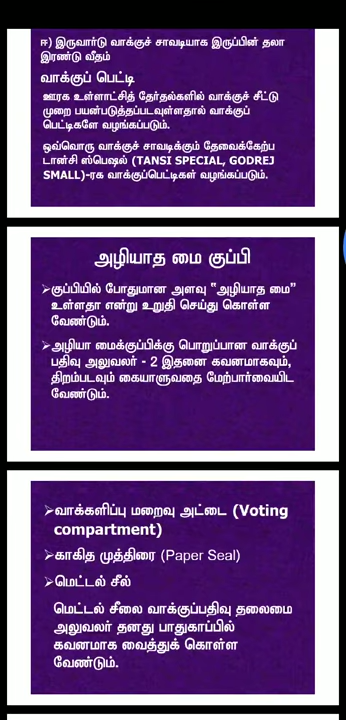 ஈ) இருவார்டு வாக்குச் சாவடியாக இருப்பின் தலா
இரண்டு வீதம்
வாக்குப் பெட்டி
ஊரக உள்ளாட்சித் தேர்தல்களில் வாக்குச் சீட்டு
முறை பயன்படுத்தப்படவுள்ளதால் வாக்குப்
பெட்டிகளே வழங்கப்படும்.
ஒவ்வொரு வாக்குச் சாவடிக்கும் தேவைக்கேற்ப
டான்சி ஸ்பெஷல் (TANSI SPECIAL, GODREJ
SMALL)-ரக வாக்குப்பெட்டிகள் வழங்கப்படும்.
அழியாத மை குப்பி
➢குப்பியில் போதுமான அளவு “அழியாத மை”
உள்ளதா என்று உறுதி செய்து கொள்ள
வேண்டும்.
➢அழியா மைக்குப்பிக்கு பொறுப்பான வாக்குப்
பதிவு அலுவலர் - 2 இதனை கவனமாகவும்,
திறம்படவும் கையாளுவதை மேற்பார்வையிட
வேண்டும்.
➢வாக்களிப்பு மறைவு அட்டை (Voting
compartment)
➢காகித முத்திரை (Paper Seal)
➢மெட்டல் சீல்
மெட்டல் சீலை வாக்குப்பதிவு தலைமை
அலுவலர் தனது பாதுகாப்பில்
கவனமாக வைத்துக் கொள்ள
வேண்டும்.